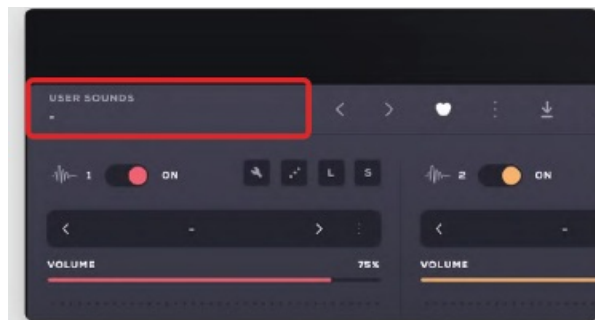 USER SOUNDS
-
1 ON L S
2 ON
-
-
VOLUME 75%
VOLUME